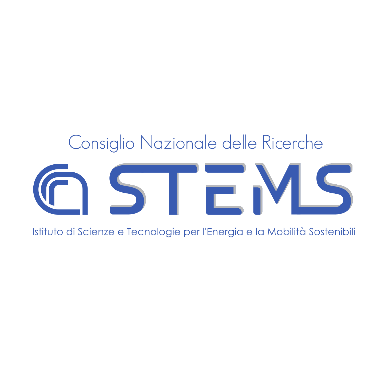 Consiglio Nazionale delle Ricerche
STEMS
Istituto di Scienze e Tecnologie per l'Energia e la Mobilità Sostenibili